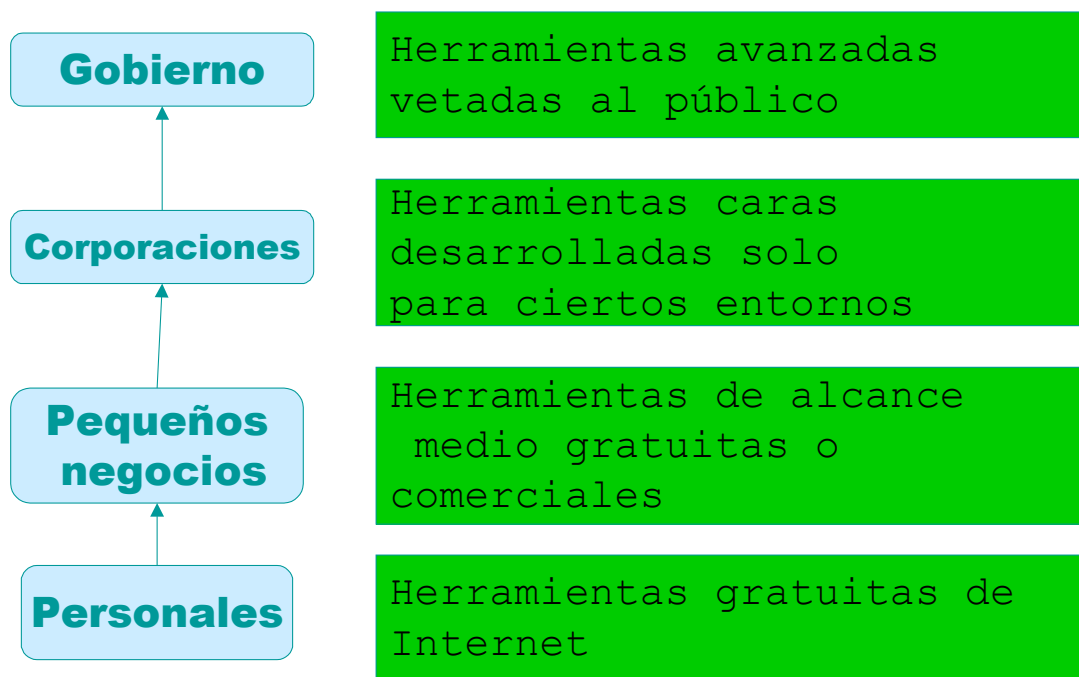 Gobierno
Herramientas avanzadas
vetadas al público
Corporaciones
Herramientas caras
desarrolladas solo
para ciertos entornos
Pequeños
negocios
Herramientas de alcance
medio gratuitas o
comerciales
Personales
Herramientas gratuitas de
Internet